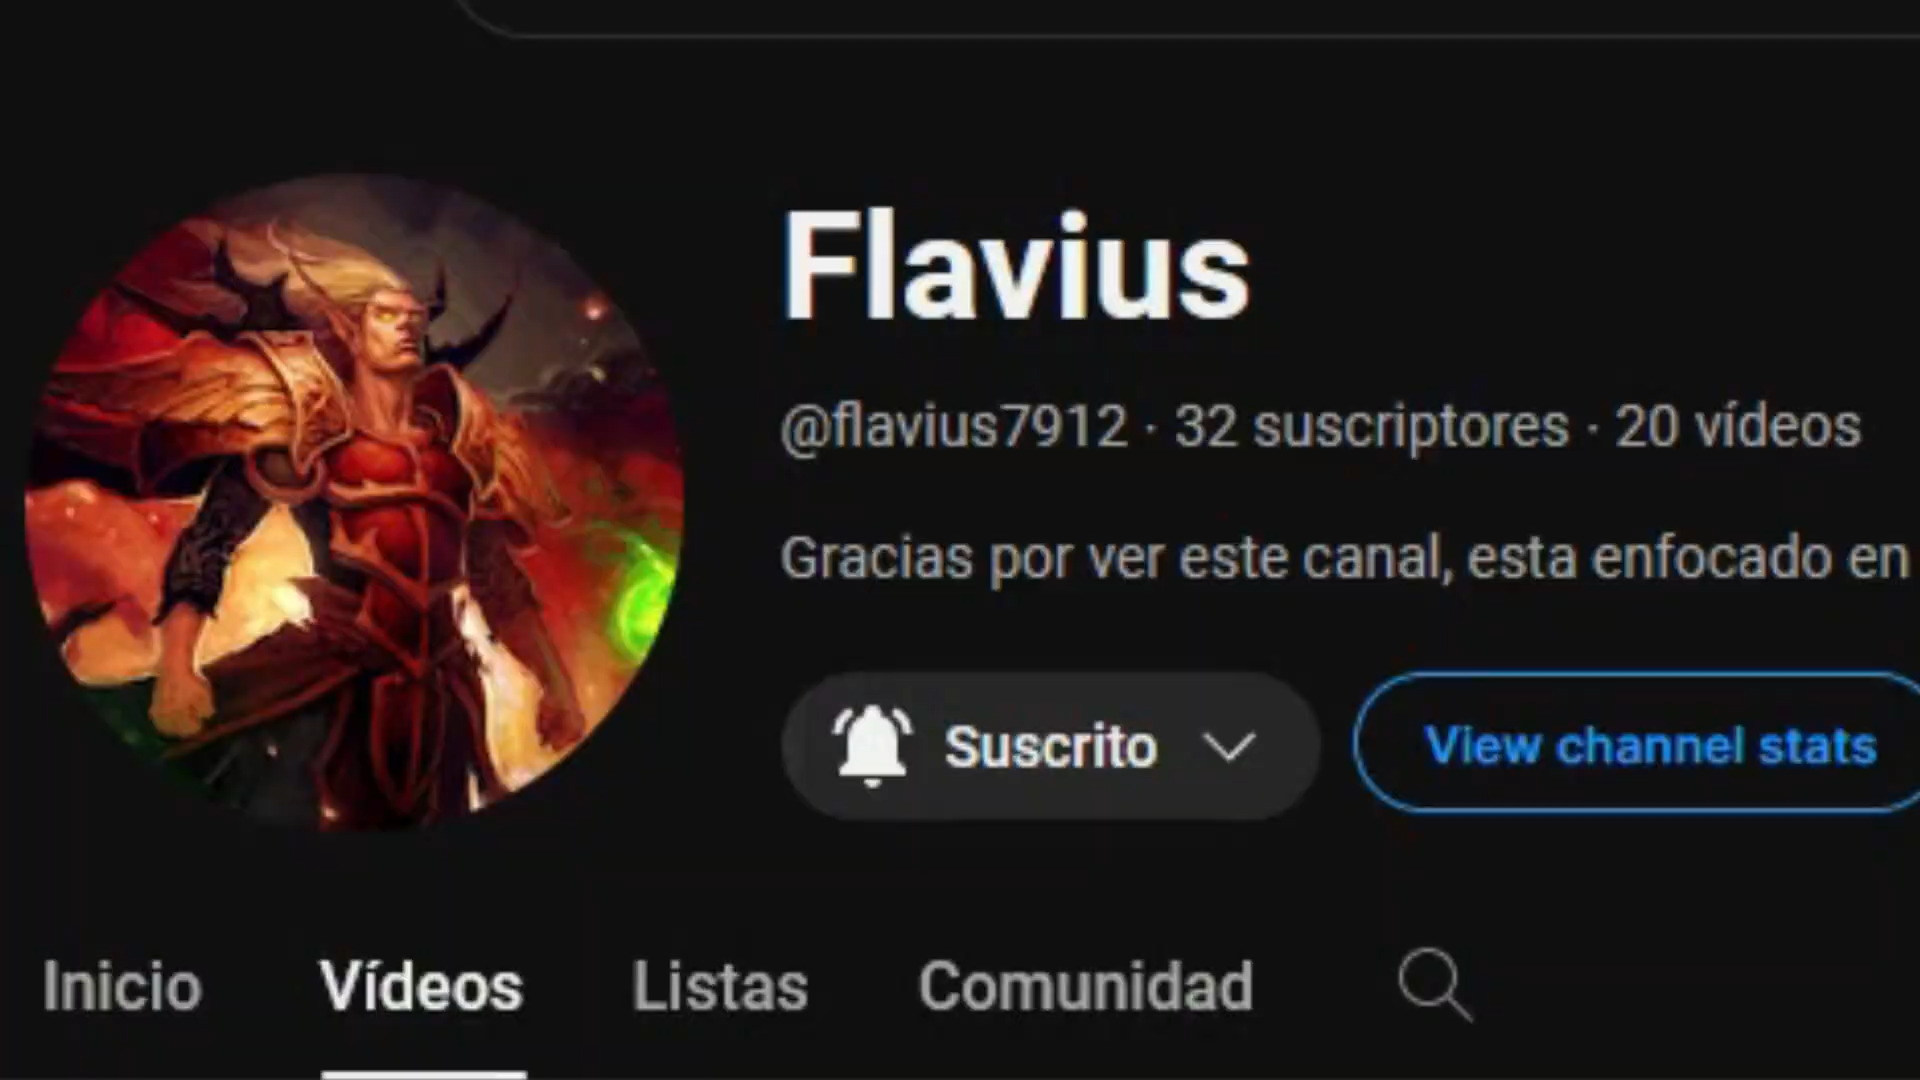 Flavius
@flavius7912 · 32 suscriptores · 20 vídeos
Gracias por ver este canal, esta enfocado en
Suscrito
View channel stats
Inicio
Vídeos
Listas
Comunidad